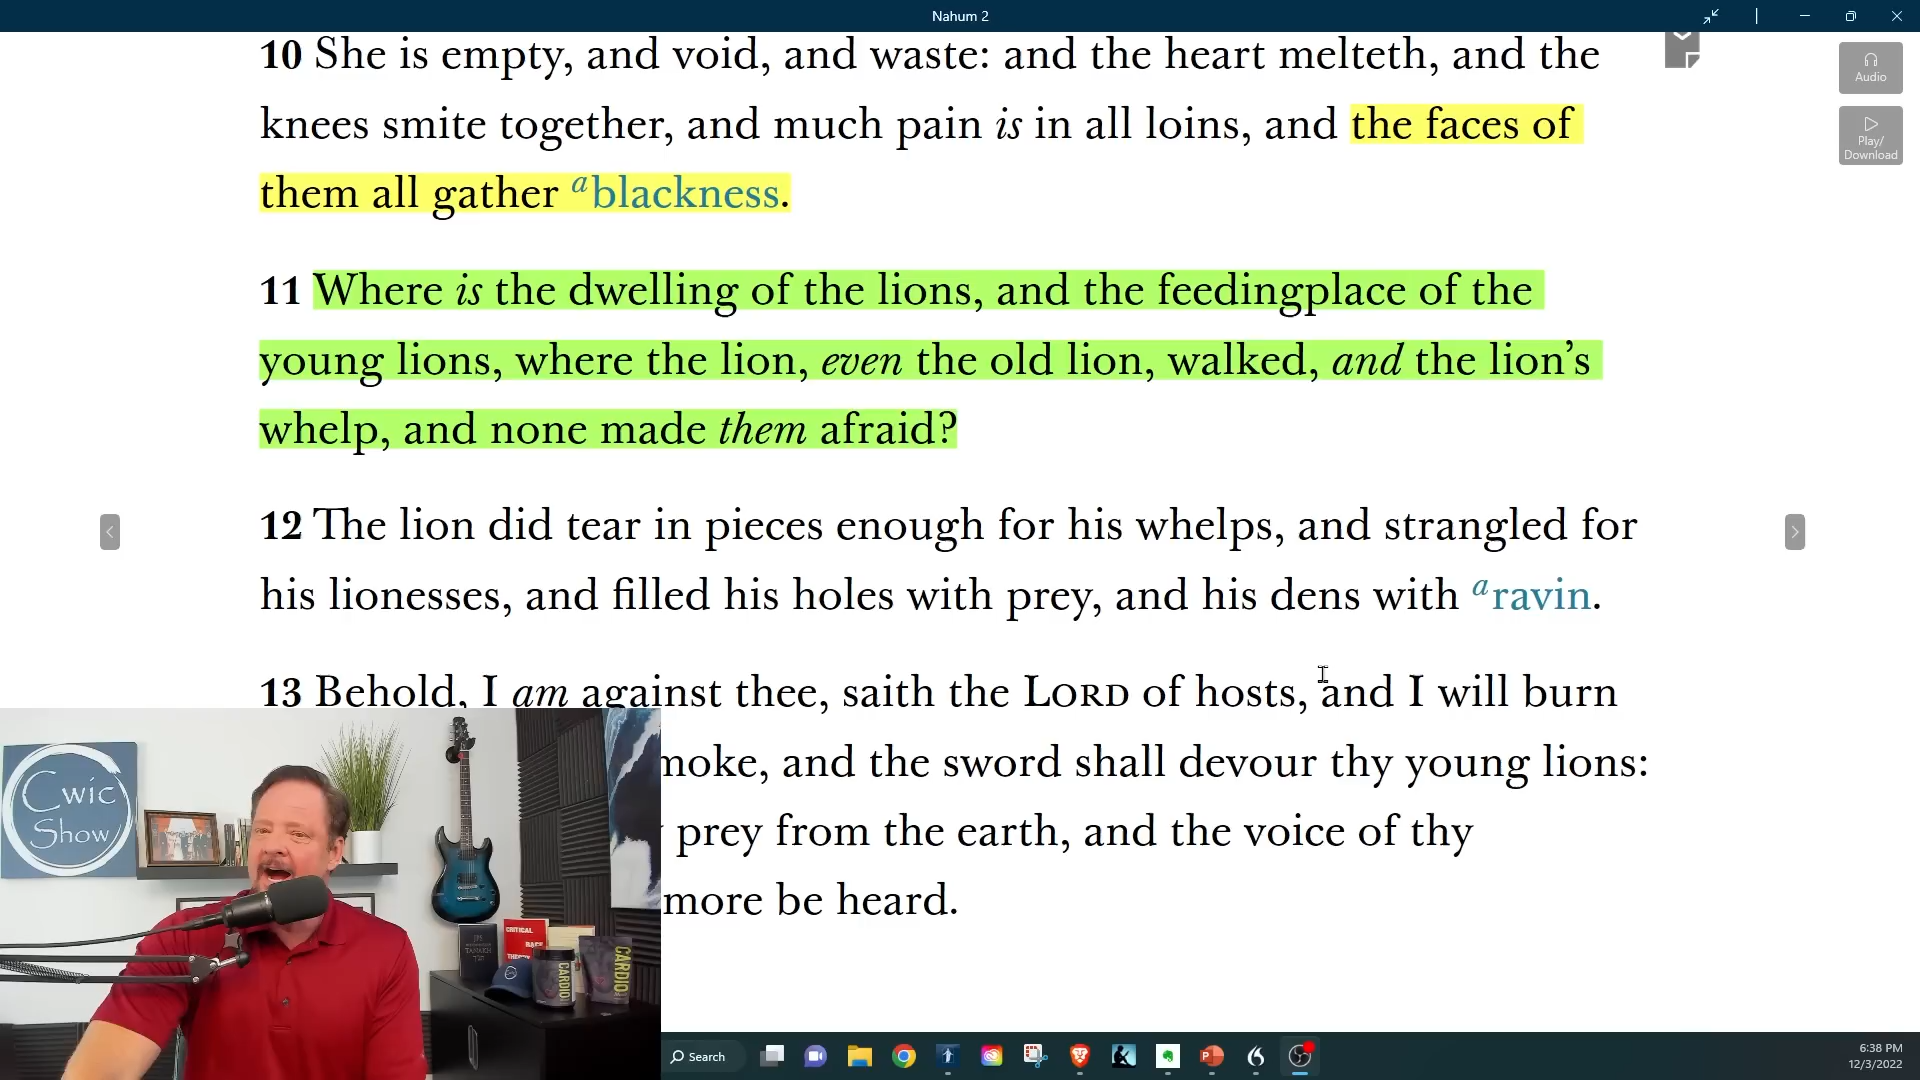 Nahum 2
10 She is empty, and void, and waste: and the heart melteth, and the
knees smite together, and much pain is in all loins, and the faces of
them all gather a blackness.
11 Where is the dwelling of the lions, and the feedingplace of the
young lions, where the lion, even the old lion, walked, and the lion’s
whelp, and none made them afraid?
12 The lion did tear in pieces enough for his whelps, and strangled for
his lionesses, and filled his holes with prey, and his dens with a ravin.
13 Behold, I am against thee, saith the LORD of hosts, and I will burn
moke, and the sword shall devour thy young lions:
prey from the earth, and the voice of thy
more be heard.
Audio
Play/
Download
Cwic
Show
TANAKH
CRITICAL
RACE
THEORY
CARDIO
CARDIO
Search
6:38 PM
12/3/2022